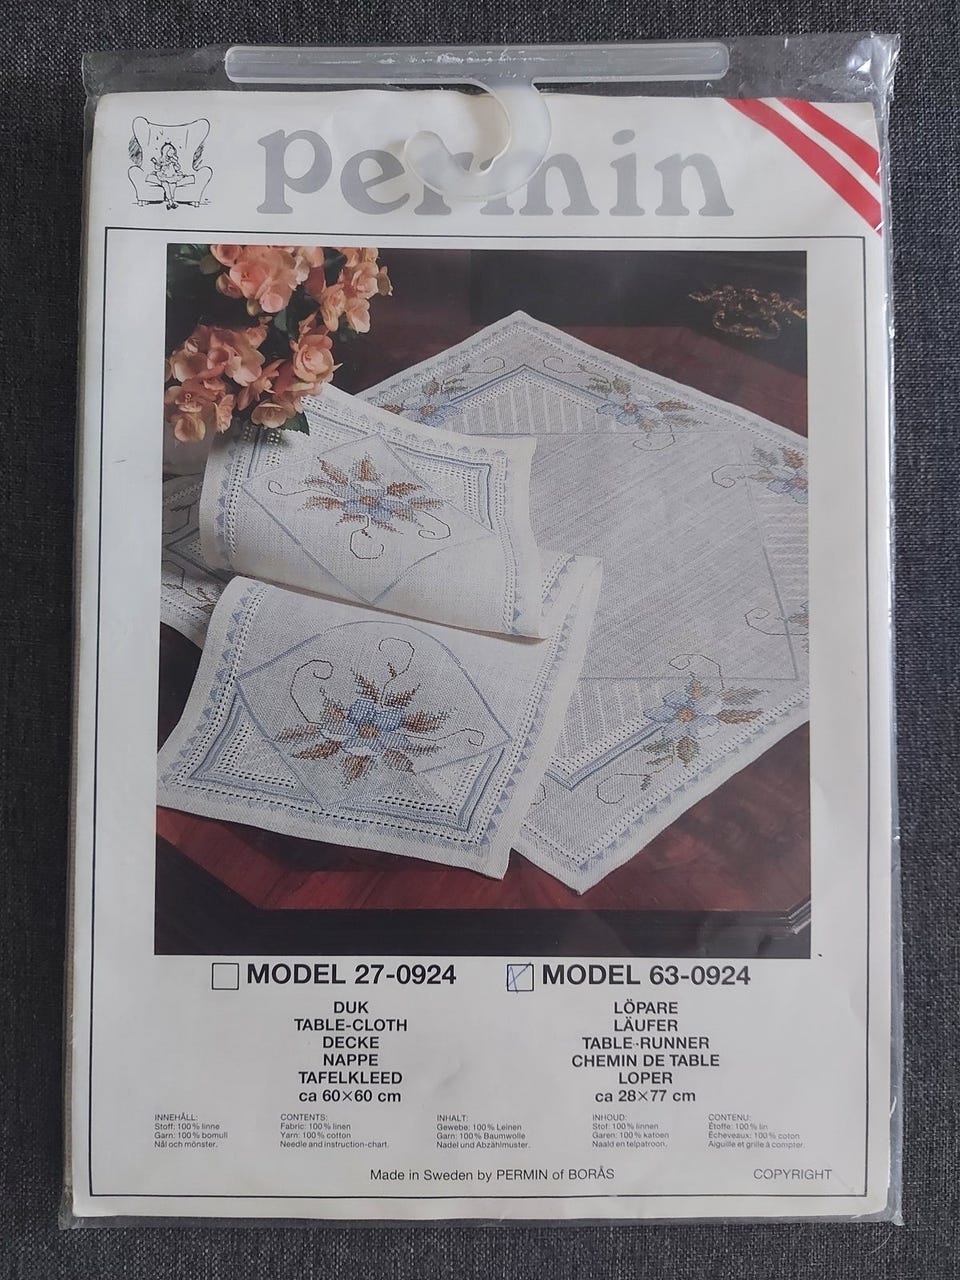 Permin
MODEL 27-0924
DUK
TABLE-CLOTH
DECKE
NAPPE
TAFELKLEED
ca 60×60 cm
MODEL 63-0924
LÖPARE
LÄUFER
TABLE-RUNNER
CHEMIN DE TABLE
LOPER
ca 28×77 cm
INNEHÅLL:
Stoff: 100% linne
Garn: 100% bomull
Nål och mönster.
CONTENTS:
Fabric: 100% linen
Yarn: 100% cotton
Needle and instruction-chart.
INHALT:
Gewebe: 100% Leinen
Garn: 100% Baumwolle
Nadel und Abzählmuster.
INHOUD:
Stof: 100% linnen
Garen: 100% katoen
Naald en telpatroon.
CONTENU:
Étoffe: 100% lin
Écheveaux: 100% coton
Aiguille et grille à compter.
Made in Sweden by PERMIN of BORÅS
COPYRIGHT